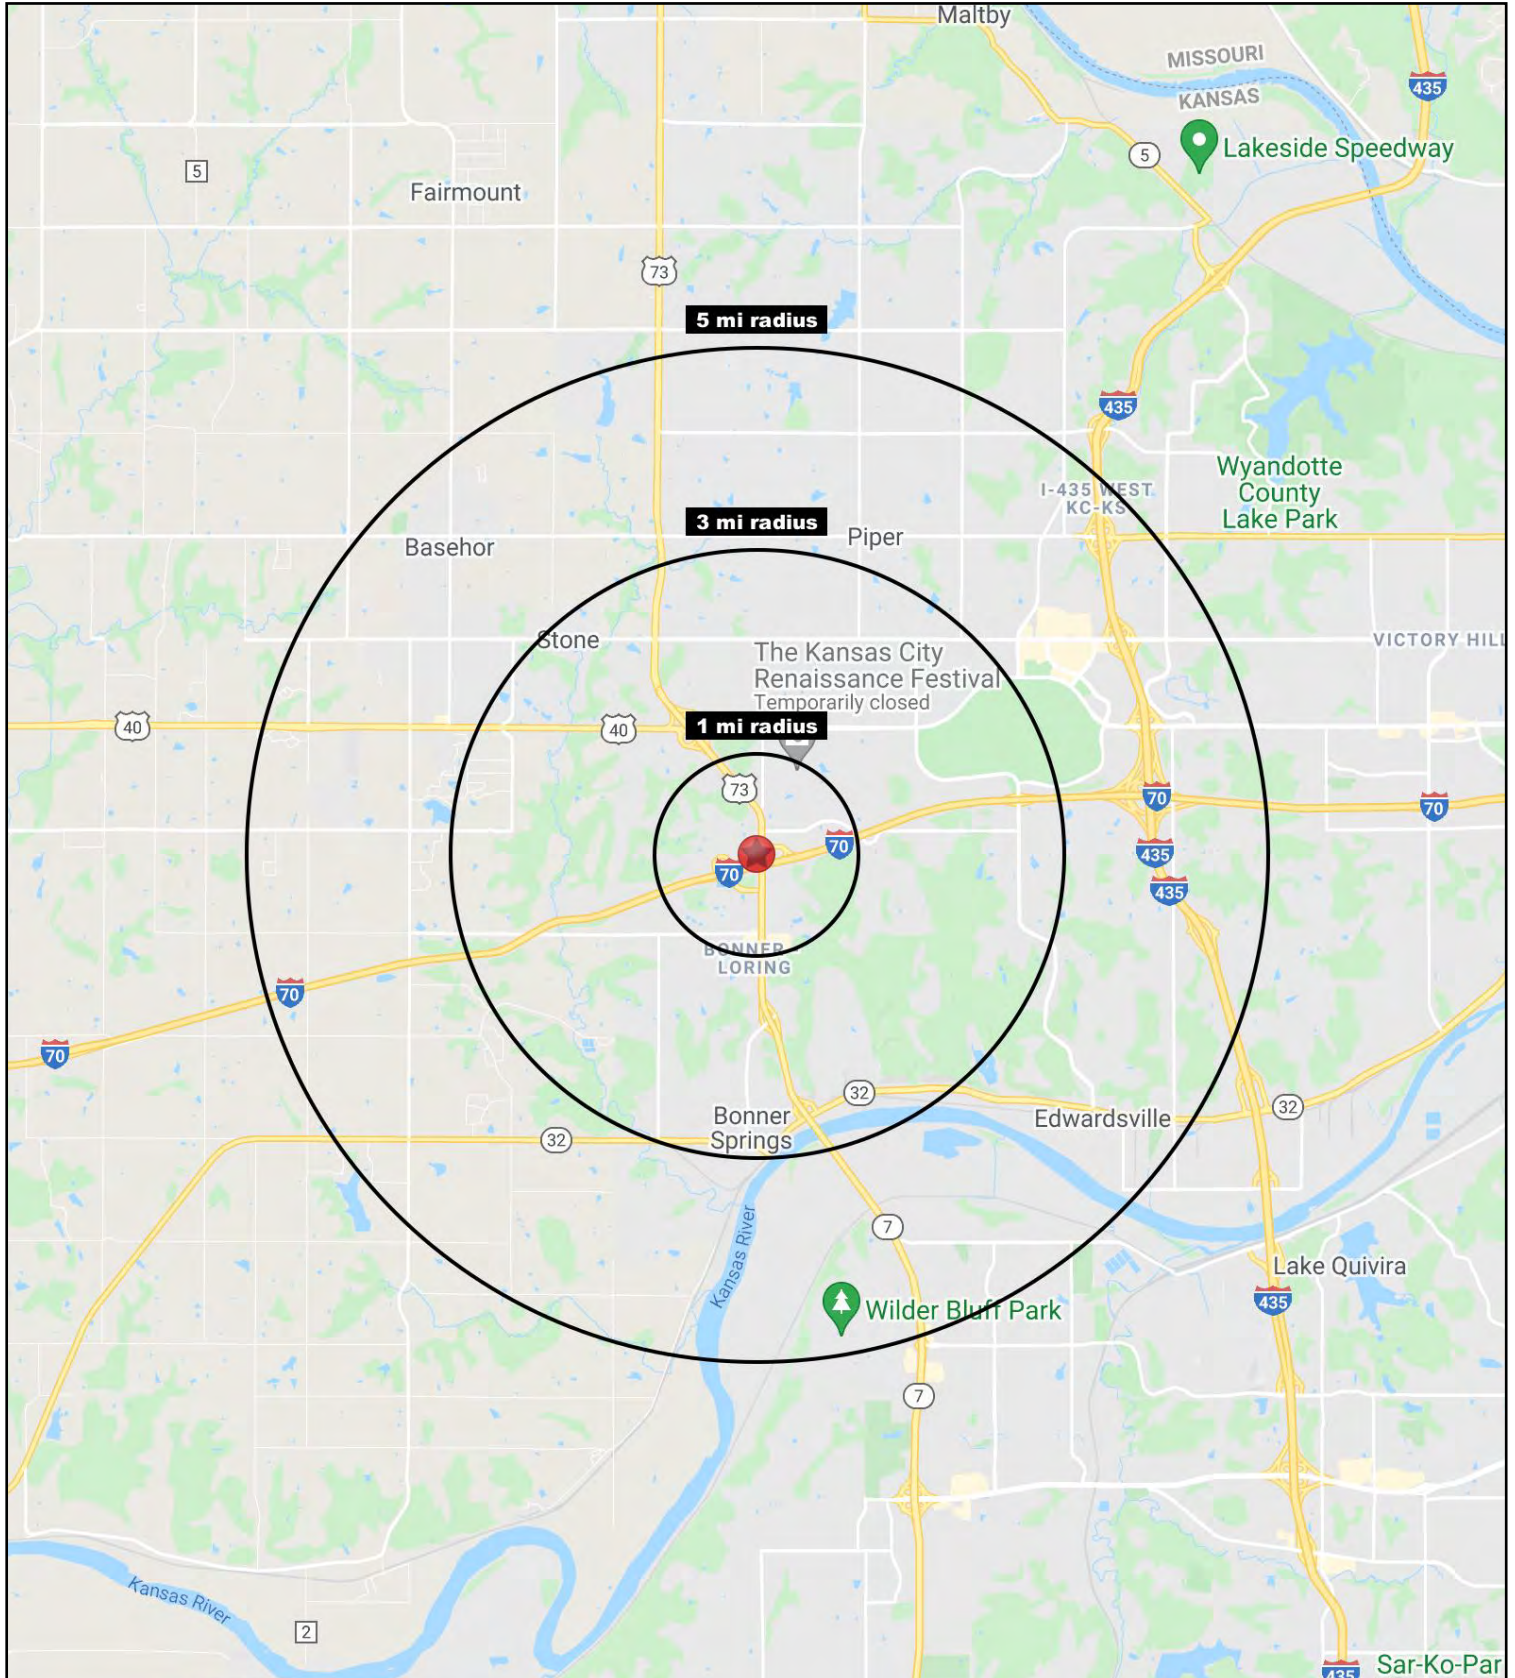 Maltby
MISSOURI
KANSAS
435
5
Lakeside Speedway
5
Fairmount
73
5 mi radius
435
Wyandotte
County
Lake Park
I-435 WEST
KC-KS
3 mi radius
Piper
Basehor
Stone
VICTORY HILL
The Kansas City
Renaissance Festival
Temporarily closed
40
40
1 mi radius
73
70
70
70
70
435
435
BONNER
LORING
70
70
32
Bonner
Springs
32
Edwardsville
32
7
Kansas River
Lake Quivira
435
Wilder Bluff Park
7
Kansas River
2
Sar-Ko-Par
435